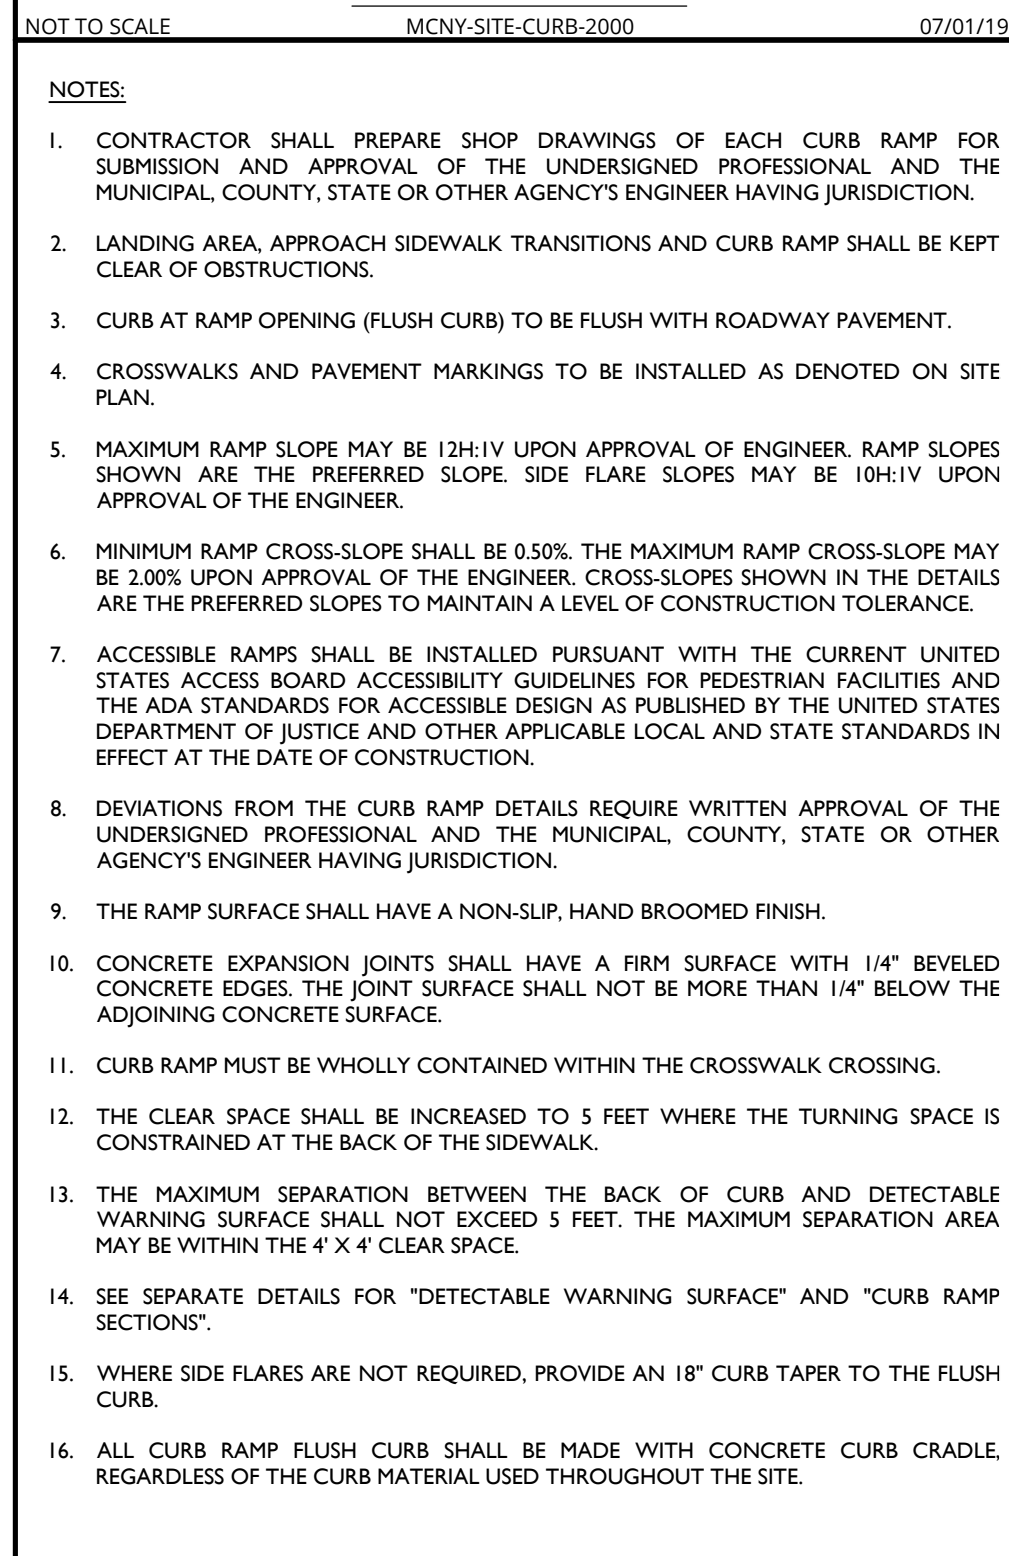 NOT TO SCALE MCNY-SITE-CURB-2000 07/01/19
NOTES:
1. CONTRACTOR SHALL PREPARE SHOP DRAWINGS OF EACH CURB RAMP FOR
SUBMISSION AND APPROVAL OF THE UNDERSIGNED PROFESSIONAL AND THE
MUNICIPAL, COUNTY, STATE OR OTHER AGENCY'S ENGINEER HAVING JURISDICTION.
2. LANDING AREA, APPROACH SIDEWALK TRANSITIONS AND CURB RAMP SHALL BE KEPT
CLEAR OF OBSTRUCTIONS.
3. CURB AT RAMP OPENING (FLUSH CURB) TO BE FLUSH WITH ROADWAY PAVEMENT.
4. CROSSWALKS AND PAVEMENT MARKINGS TO BE INSTALLED AS DENOTED ON SITE
PLAN.
5. MAXIMUM RAMP SLOPE MAY BE 12H:1V UPON APPROVAL OF ENGINEER. RAMP SLOPES
SHOWN ARE THE PREFERRED SLOPE. SIDE FLARE SLOPES MAY BE 10H:1V UPON
APPROVAL OF THE ENGINEER.
6. MINIMUM RAMP CROSS-SLOPE SHALL BE 0.50%. THE MAXIMUM RAMP CROSS-SLOPE MAY
BE 2.00% UPON APPROVAL OF THE ENGINEER. CROSS-SLOPES SHOWN IN THE DETAILS
ARE THE PREFERRED SLOPES TO MAINTAIN A LEVEL OF CONSTRUCTION TOLERANCE.
7. ACCESSIBLE RAMPS SHALL BE INSTALLED PURSUANT WITH THE CURRENT UNITED
STATES ACCESS BOARD ACCESSIBILITY GUIDELINES FOR PEDESTRIAN FACILITIES AND
THE ADA STANDARDS FOR ACCESSIBLE DESIGN AS PUBLISHED BY THE UNITED STATES
DEPARTMENT OF JUSTICE AND OTHER APPLICABLE LOCAL AND STATE STANDARDS IN
EFFECT AT THE DATE OF CONSTRUCTION.
8. DEVIATIONS FROM THE CURB RAMP DETAILS REQUIRE WRITTEN APPROVAL OF THE
UNDERSIGNED PROFESSIONAL AND THE MUNICIPAL, COUNTY, STATE OR OTHER
AGENCY'S ENGINEER HAVING JURISDICTION.
9. THE RAMP SURFACE SHALL HAVE A NON-SLIP, HAND BROOMED FINISH.
10. CONCRETE EXPANSION JOINTS SHALL HAVE A FIRM SURFACE WITH 1/4" BEVELED
CONCRETE EDGES. THE JOINT SURFACE SHALL NOT BE MORE THAN 1/4" BELOW THE
ADJOINING CONCRETE SURFACE.
11. CURB RAMP MUST BE WHOLLY CONTAINED WITHIN THE CROSSWALK CROSSING.
12. THE CLEAR SPACE SHALL BE INCREASED TO 5 FEET WHERE THE TURNING SPACE IS
CONSTRAINED AT THE BACK OF THE SIDEWALK.
13. THE MAXIMUM SEPARATION BETWEEN THE BACK OF CURB AND DETECTABLE
WARNING SURFACE SHALL NOT EXCEED 5 FEET. THE MAXIMUM SEPARATION AREA
MAY BE WITHIN THE 4' X 4' CLEAR SPACE.
14. SEE SEPARATE DETAILS FOR "DETECTABLE WARNING SURFACE" AND "CURB RAMP
SECTIONS".
15. WHERE SIDE FLARES ARE NOT REQUIRED, PROVIDE AN 18" CURB TAPER TO THE FLUSH
CURB.
16. ALL CURB RAMP FLUSH CURB SHALL BE MADE WITH CONCRETE CURB CRADLE,
REGARDLESS OF THE CURB MATERIAL USED THROUGHOUT THE SITE.